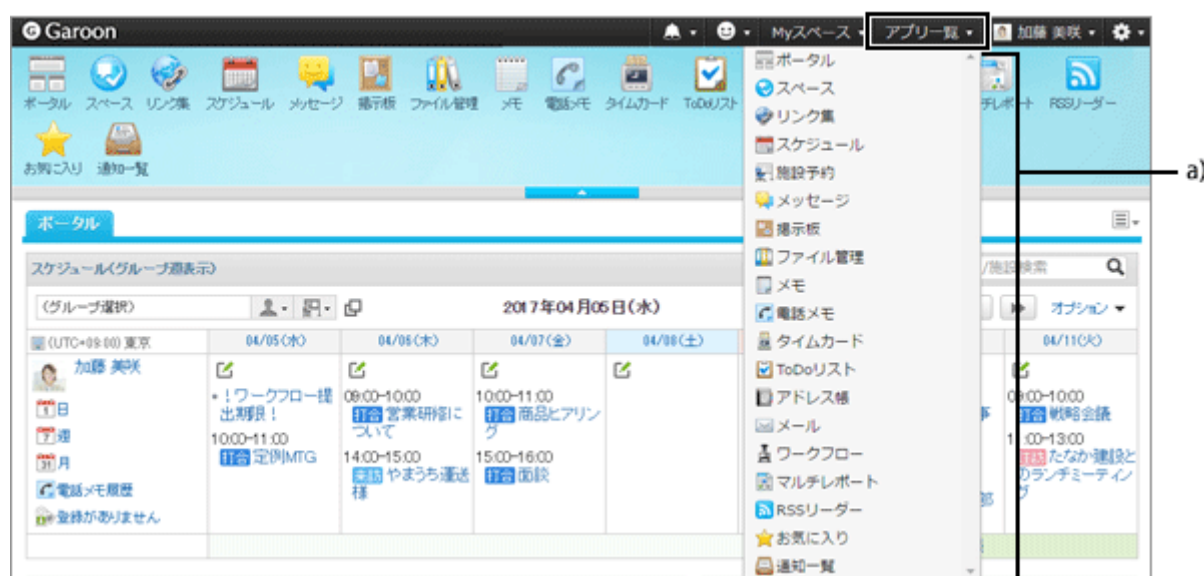 Garoon
Myスペース
アプリ一覧
加藤 美咲
ポータル スペース リンク集 スケジュール メッセージ 掲示板 ファイル管理 メモ 電話メモ タイムカード ToDoリスト
RSSリーダー
お気に入り 通知一覧
a)
ポータル
スペース
リンク集
スケジュール
施設予約
メッセージ
掲示板
ファイル管理
メモ
電話メモ
タイムカード
ToDoリスト
アドレス帳
メール
ワークフロー
マルチレポート
RSSリーダー
お気に入り
通知一覧
ポータル
スケジュール(グループ週表示)
/施設検索
(グループ選択)
2017年04月05日(水)
オプション
(UTC+09:00) 東京
04/05(水) 04/06(木) 04/07(金) 04/08(土) 04/11(火)
加藤 美咲
日
週
月
電話メモ履歴
登録がありません
!ワークフロー提
出期限!
10:00-11:00
打合 定例MTG
09:00-10:00
打合 営業研修に
ついて
14:00-15:00
来訪 やまうち運送
様
10:00-11:00
打合 商品ヒアリン
グ
15:00-16:00
打合 面談
打合 戦略会議
たなか建設と
のランチミーティン
グ